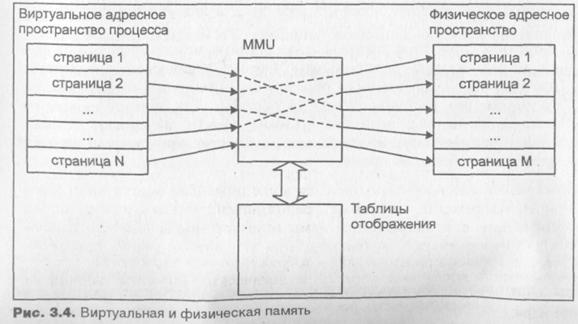 Виртуальное адресное
пространство процесса
страница 1
страница 2
...
...
страница N
MMU
Таблицы
отображения
Физическое адресное
пространство
страница 1
страница 2
...
...
страница M
Рис. 3.4. Виртуальная и физическая память